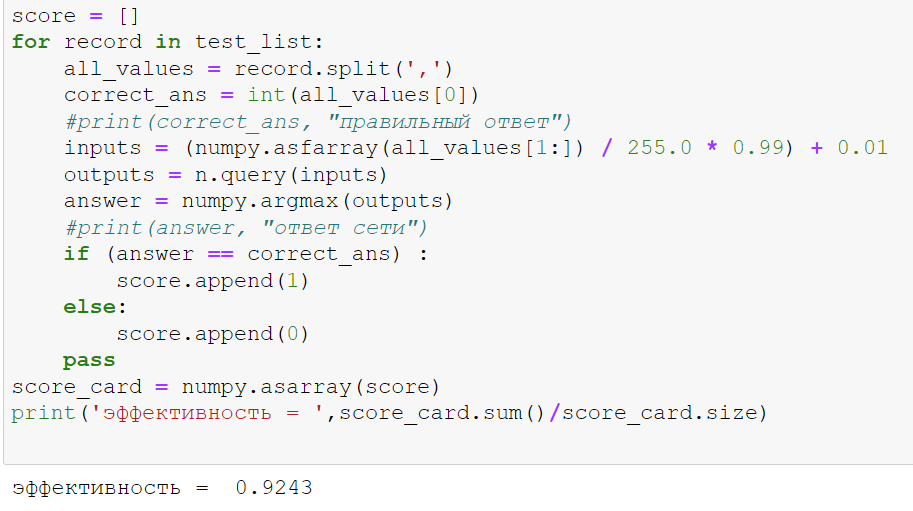 score = []
for record in test_list:
    all_values = record.split(',')
    correct_ans = int(all_values[0])
    #print(correct_ans, "правильный ответ")
    inputs = (numpy.asfarray(all_values[1:]) / 255.0 * 0.99) + 0.01
    outputs = n.query(inputs)
    answer = numpy.argmax(outputs)
    #print(answer, "ответ сети")
    if (answer == correct_ans) :
        score.append(1)
    else:
        score.append(0)
    pass
score_card = numpy.asarray(score)
print('эффективность = ',score_card.sum()/score_card.size)
эффективность =  0.9243